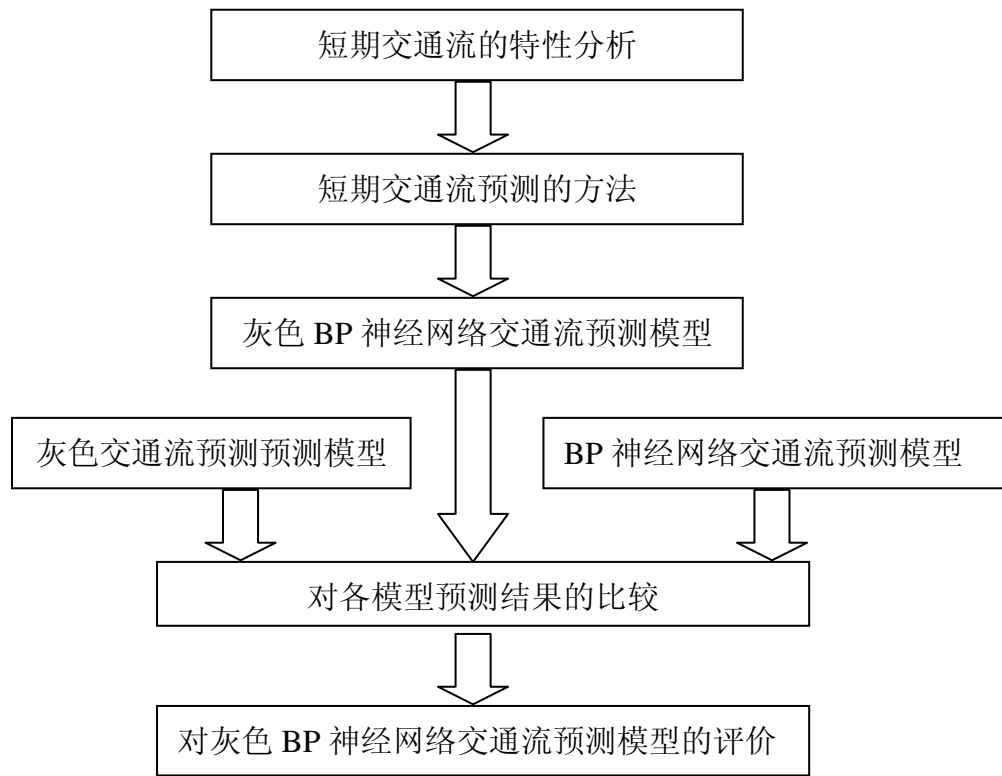 短期交通流的特性分析
短期交通流预测的方法
灰色 BP 神经网络交通流预测模型
灰色交通流预测预测模型
BP 神经网络交通流预测模型
对各模型预测结果的比较
对灰色 BP 神经网络交通流预测模型的评价